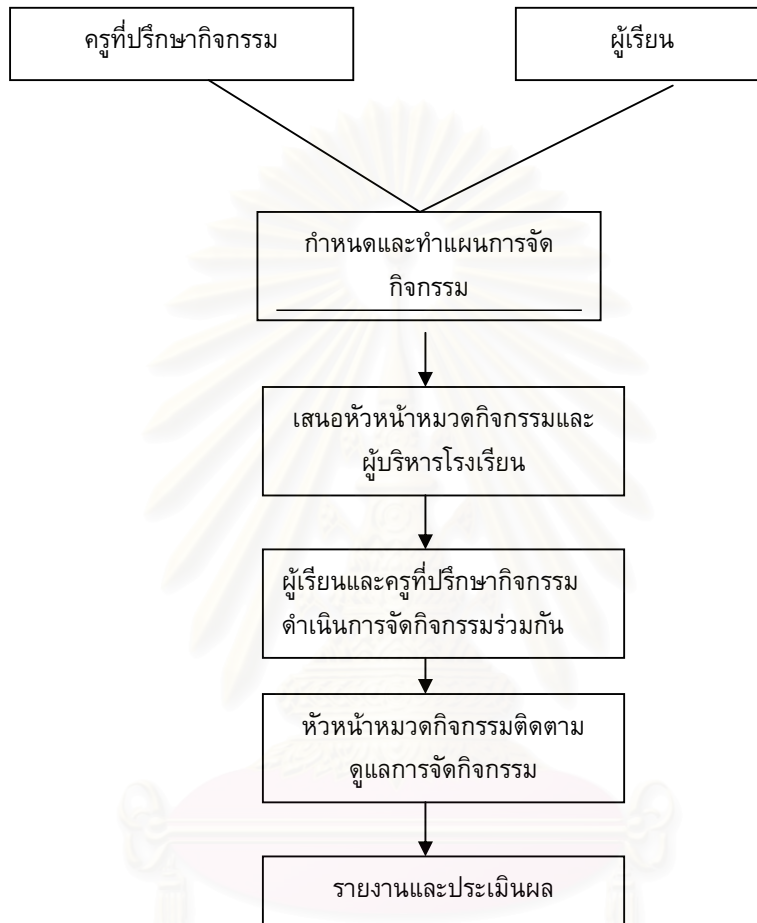 ครูที่ปรึกษากิจกรรม
ผู้เรียน
กำหนดและทำแผนการจัด
กิจกรรม
เสนอหัวหน้าหมวดกิจกรรมและ
ผู้บริหารโรงเรียน
ผู้เรียนและครูที่ปรึกษากิจกรรม
ดำเนินการจัดกิจกรรมร่วมกัน
หัวหน้าหมวดกิจกรรมติดตาม
ดูแลการจัดกิจกรรม
รายงานและประเมินผล